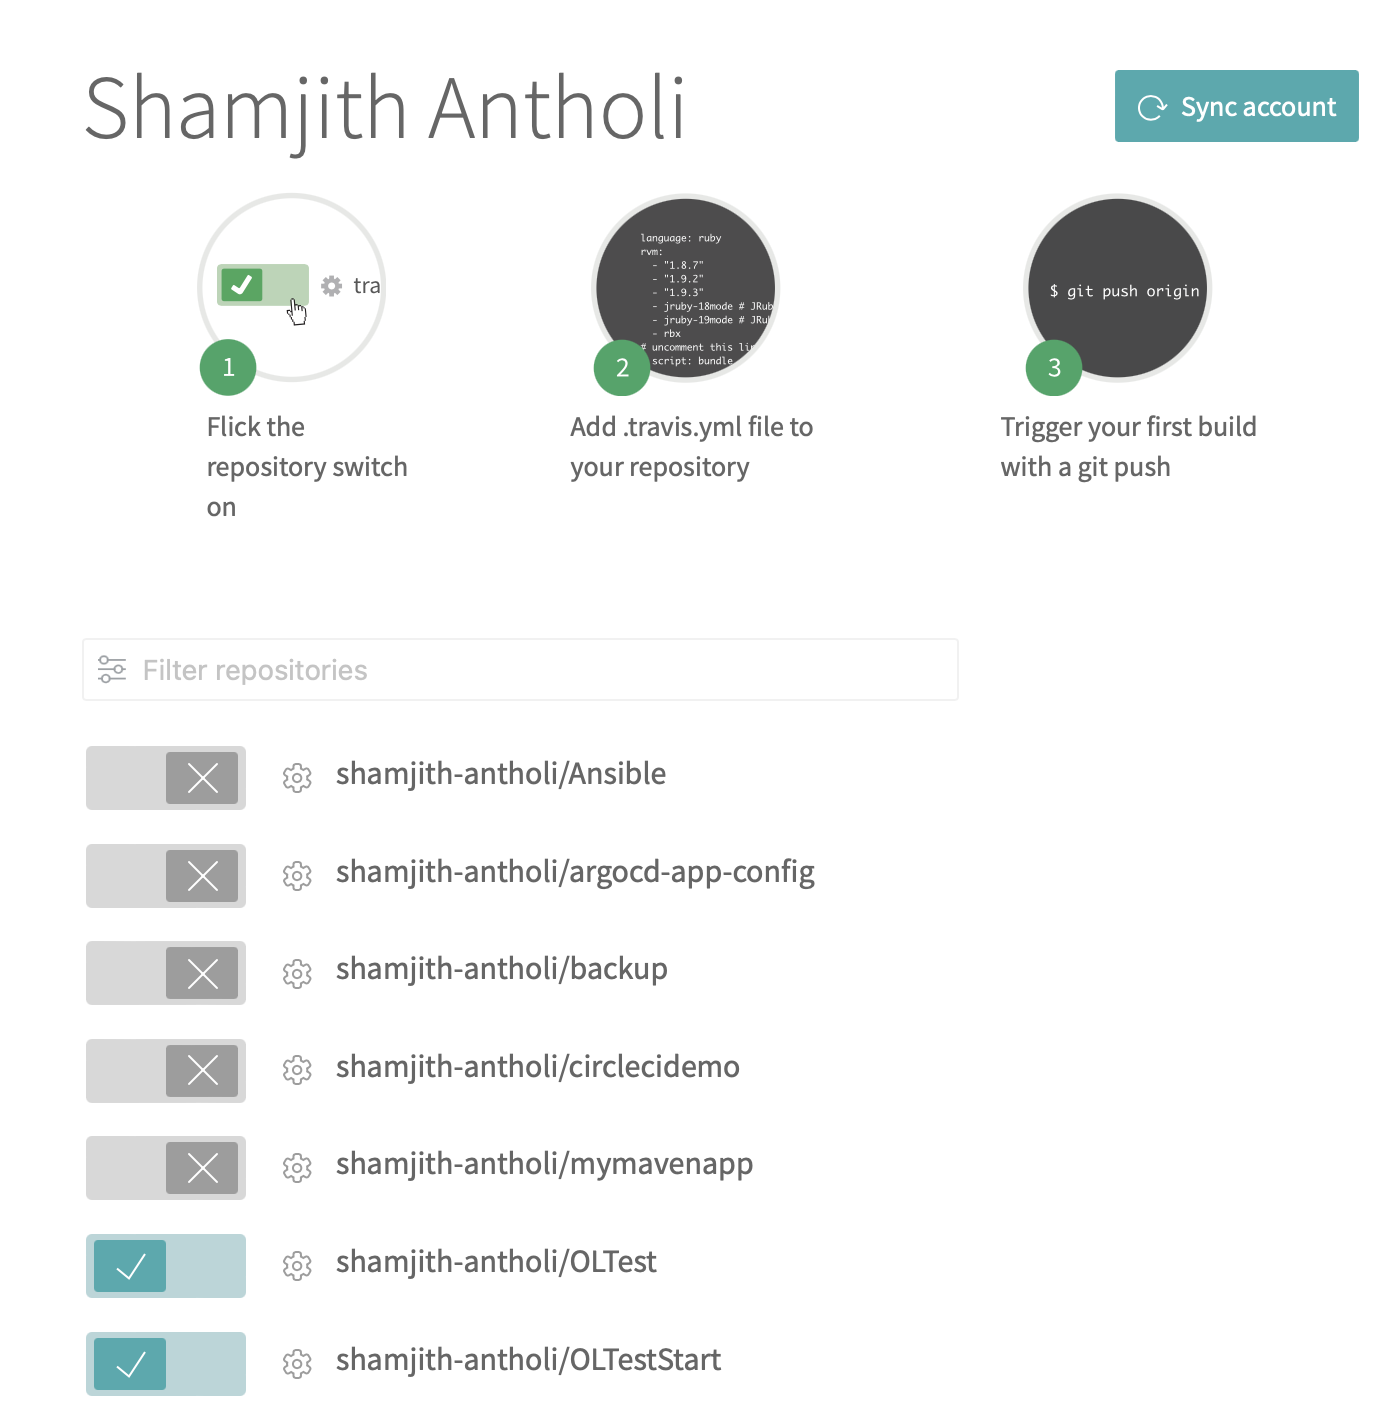 Shamjith Antholi
Sync account
tra
language: ruby
rvm:
- "1.8.7"
- "1.9.2"
- "1.9.3"
- jruby-18mode # JRub
- jruby-19mode # JRu
- rbx
# uncomment this lin
script: bundle
$ git push origin
1
2
3
Flick the
repository switch
on
Add .travis.yml file to
your repository
Trigger your first build
with a git push
Filter repositories
shamjith-antholi/Ansible
shamjith-antholi/argocd-app-config
shamjith-antholi/backup
shamjith-antholi/circlecidemo
shamjith-antholi/mymavenapp
shamjith-antholi/OLTest
shamjith-antholi/OLTestStart